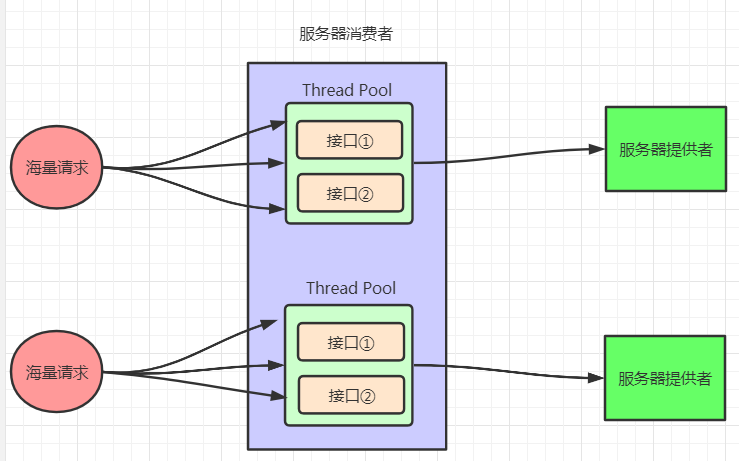 服务器消费者
Thread Pool
接口①
海量请求
服务器提供者
接口②
Thread Pool
接口①
海量请求
服务器提供者
接口②